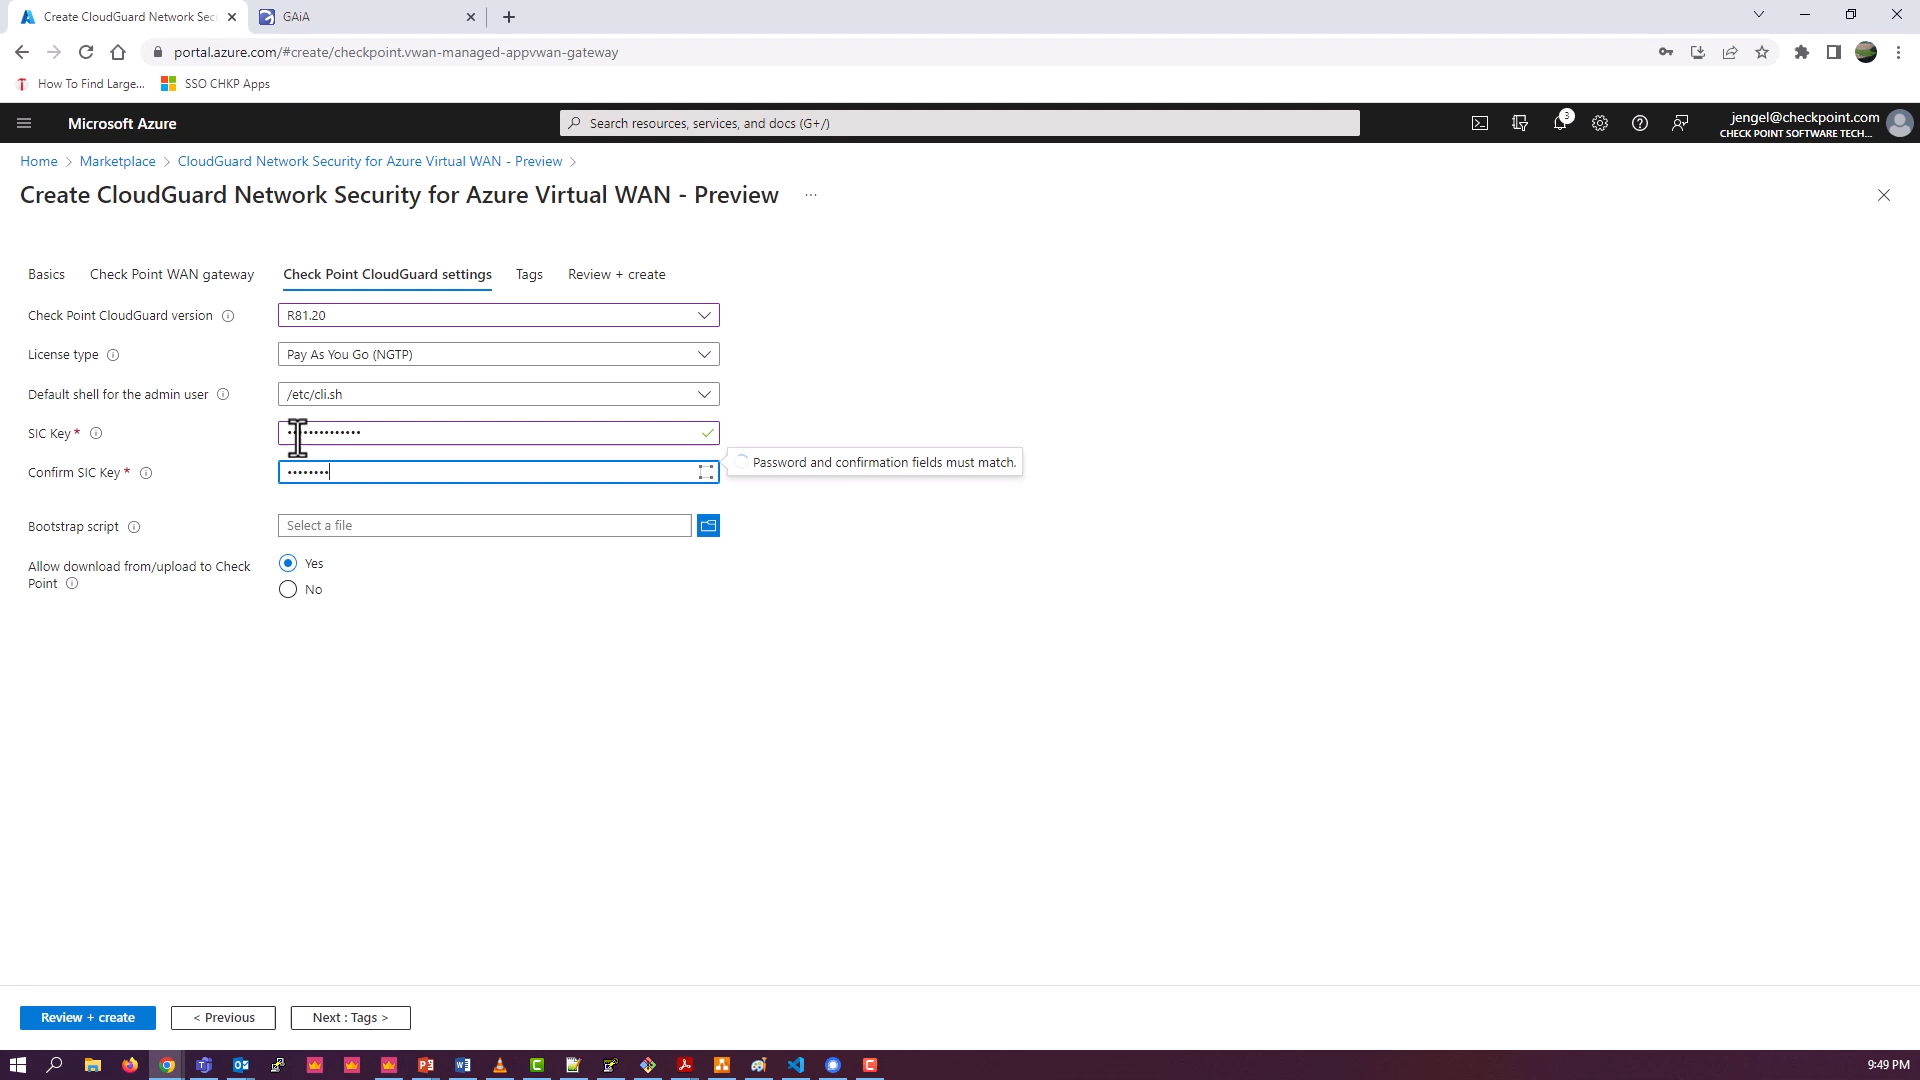 Create CloudGuard Network Sec
GAiA
portal.azure.com/#create/checkpoint.vwan-managed-appvwan-gateway
How To Find Large...
SSO CHKP Apps
Microsoft Azure
Search resources, services, and docs (G+/)
3
jengel@checkpoint.com
CHECK POINT SOFTWARE TECH...
Home > Marketplace > CloudGuard Network Security for Azure Virtual WAN - Preview >
Create CloudGuard Network Security for Azure Virtual WAN - Preview ...
Basics Check Point WAN gateway Check Point CloudGuard settings Tags Review + create
Check Point CloudGuard version R81.20
License type Pay As You Go (NGTP)
Default shell for the admin user /etc/cli.sh
SIC Key *
Confirm SIC Key *
Password and confirmation fields must match.
Bootstrap script Select a file
Allow download from/upload to Check
Point
Yes
No
Review + create < Previous Next : Tags >
9:49 PM